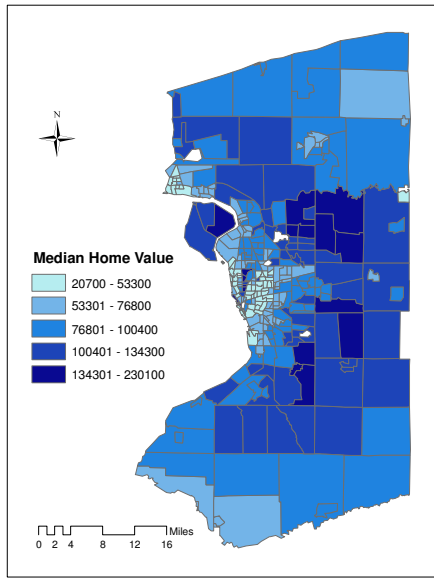 N
Median Home Value
20700 - 53300
53301 - 76800
76801 - 100400
100401 - 134300
134301 - 230100
Miles
0 2 4 8 12 16